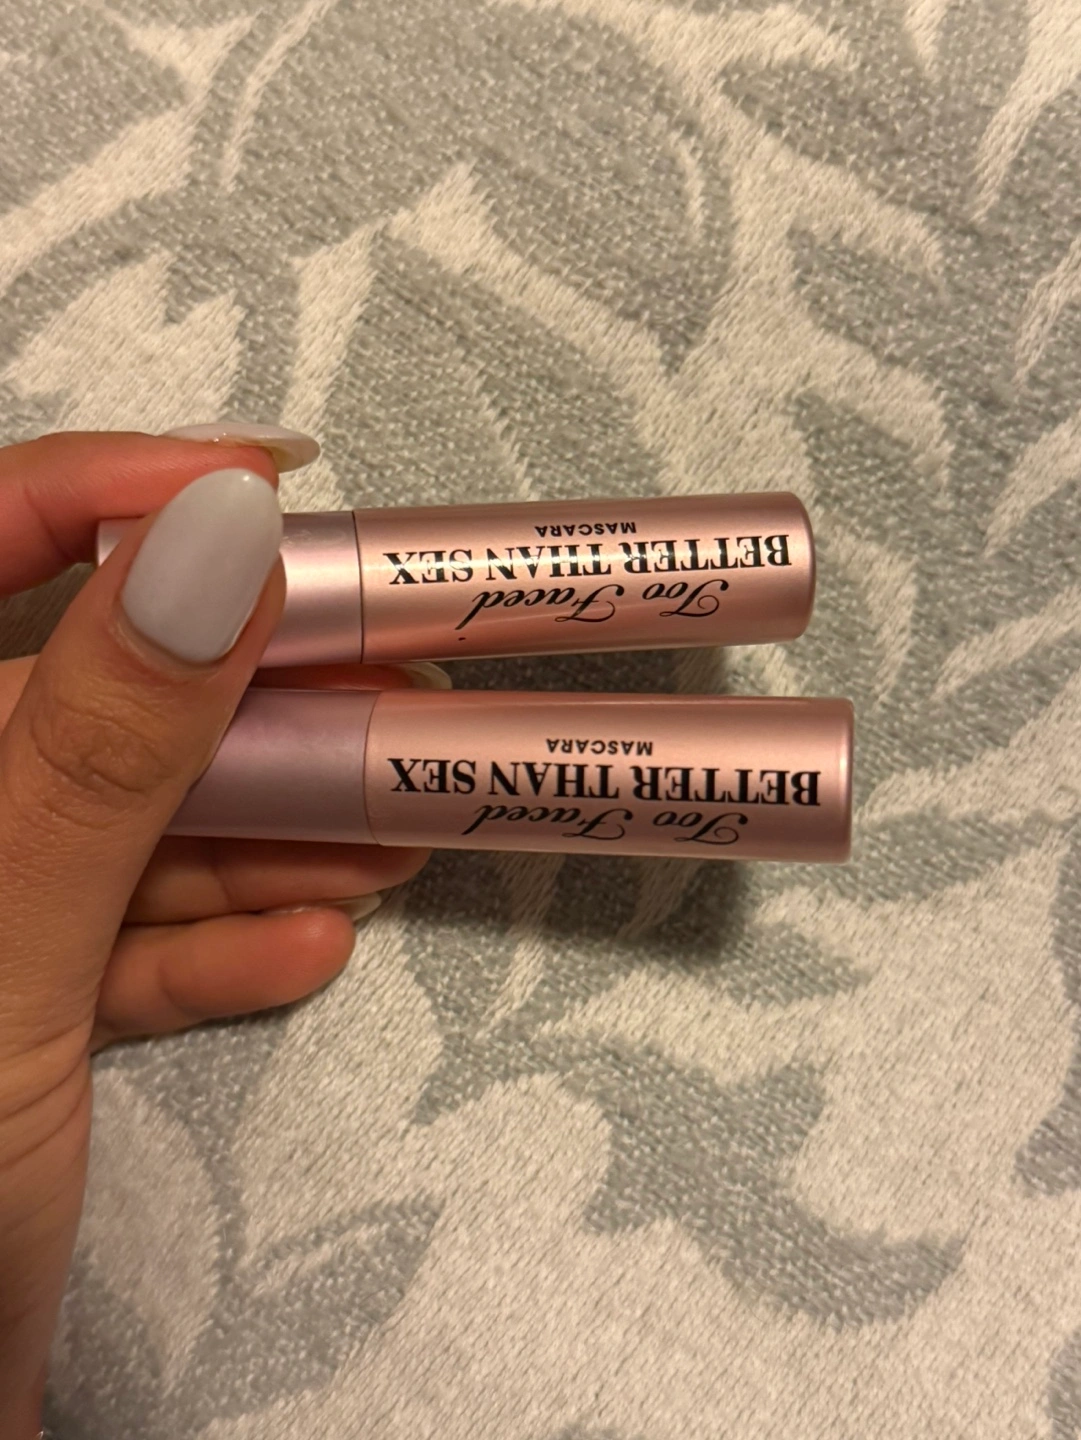 Too Faced
BETTER THAN SEX
MASCARA
Too Faced
BETTER THAN SEX
MASCARA